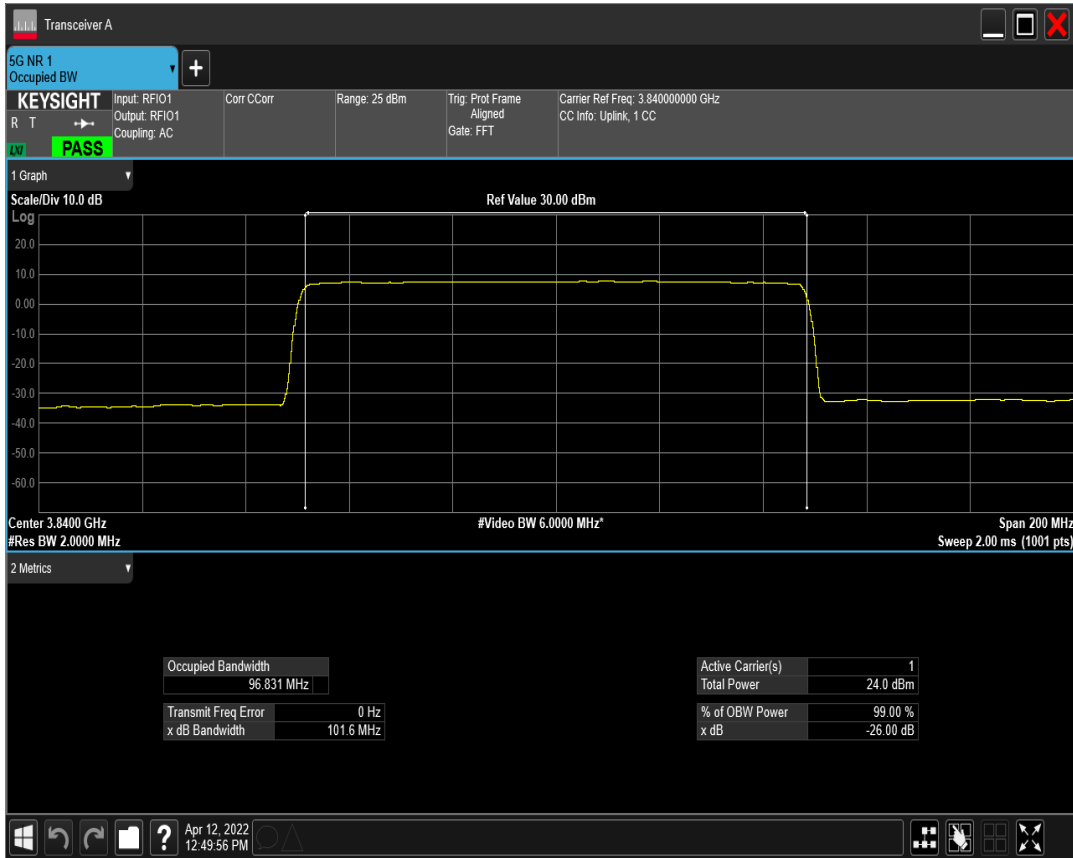 Transceiver A
5G NR 1
Occupied BW
KEYSIGHT
R T
LXI
PASS
Input: RFIO1
Output: RFIO1
Coupling: AC
Corr CCorr
Range: 25 dBm
Trig: Prot Frame
Aligned
Gate: FFT
Carrier Ref Freq: 3.840000000 GHz
CC Info: Uplink, 1 CC
1 Graph
Scale/Div 10.0 dB
Ref Value 30.00 dBm
Log
20.0
10.0
0.00
-10.0
-20.0
-30.0
-40.0
-50.0
-60.0
Center 3.8400 GHz
#Video BW 6.0000 MHz*
Span 200 MHz
#Res BW 2.0000 MHz
Sweep 2.00 ms (1001 pts)
2 Metrics
Occupied Bandwidth
96.831 MHz
Transmit Freq Error 0 Hz
x dB Bandwidth 101.6 MHz
Active Carrier(s) 1
Total Power 24.0 dBm
% of OBW Power 99.00 %
x dB -26.00 dB
Apr 12, 2022
12:49:56 PM